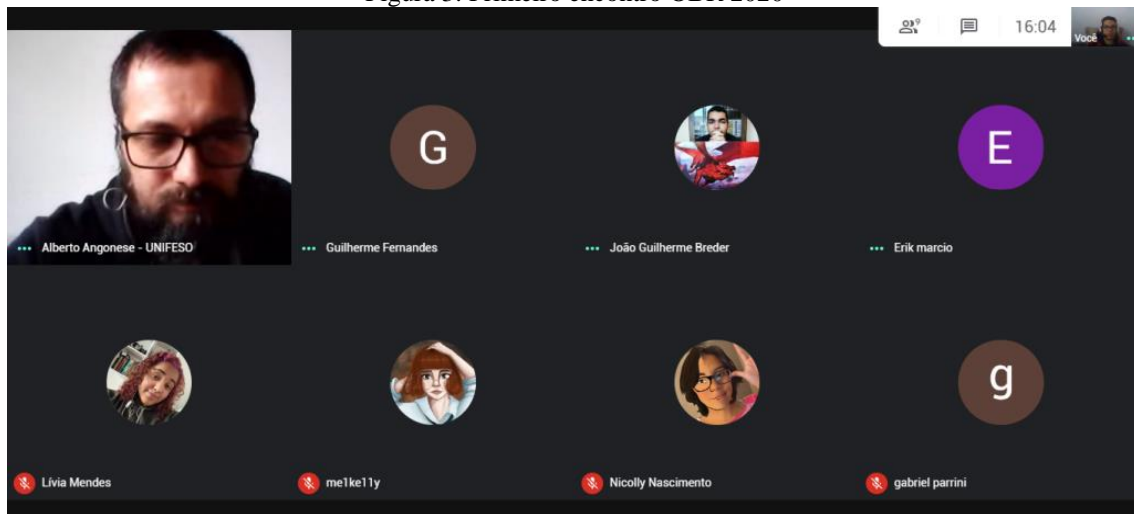 16:04
Você
G
E
Alberto Angonese - UNIFESO
Guilherme Fernandes
João Guilherme Breder
Erik marcio
g
Lívia Mendes
me1ke11y
Nicolly Nascimento
gabriel parrini